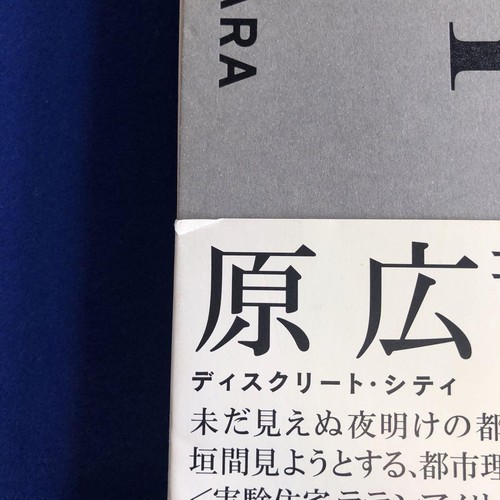 ARA
原 広
ディスクリート・シティ
未だ見えぬ夜明けの都
垣間見ようとする、都市理